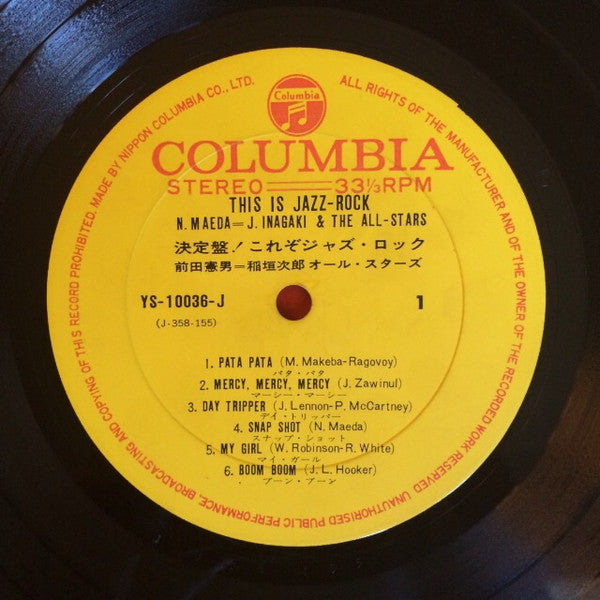 Columbia
COLUMBIA
STEREO 33⅓RPM
THIS IS JAZZ-ROCK
N. MAEDA=J. INAGAKI & THE ALL-STARS
決定盤!これぞジャズ・ロック
前田憲男=稲垣次郎オール・スターズ
YS-10036-J 1
(J-358-155)
1. PATA PATA (M. Makeba-Ragovoy)
パタ・パタ
2. MERCY, MERCY, MERCY (J. Zawinul)
マーシー・マーシー
3. DAY TRIPPER (J. Lennon-P. McCartney)
デイ・トリッパー
4. SNAP SHOT (N. Maeda)
スナップ・ショット
5. MY GIRL (W. Robinson-R. White)
マイ・ガール
6. BOOM BOOM (J. L. Hooker)
ブーン・ブーン
MADE BY NIPPON COLUMBIA CO., LTD. ALL RIGHTS OF THE MANUFACTURER AND OF THE OWNER OF THE RECORDED WORK RESERVED UNAUTHORISED PUBLIC PERFORMANCE, BROADCASTING AND COPYING OF THIS RECORD PROHIBITED.